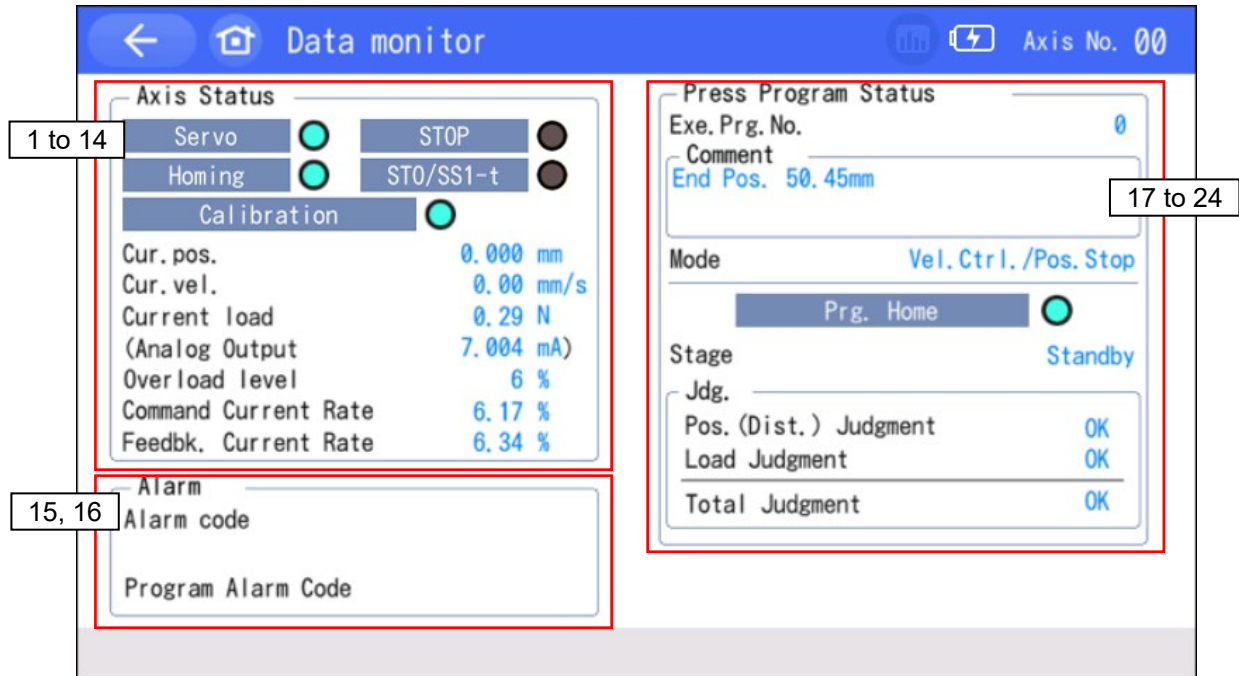 Data monitor
Axis No. 00
Axis Status
1 to 14
Servo
STOP
Homing
STO/SS1-t
Calibration
Cur.pos. 0.000 mm
Cur.vel. 0.00 mm/s
Current load 0.29 N
(Analog Output 7.004 mA)
Overload level 6 %
Command Current Rate 6.17 %
Feedbk. Current Rate 6.34 %
15, 16
Alarm
Alarm code
Program Alarm Code
Press Program Status
Exe.Prg.No. 0
Comment
End Pos. 50.45mm
17 to 24
Mode Vel.Ctrl./Pos.Stop
Prg. Home
Stage Standby
Jdg.
Pos.(Dist.) Judgment OK
Load Judgment OK
Total Judgment OK